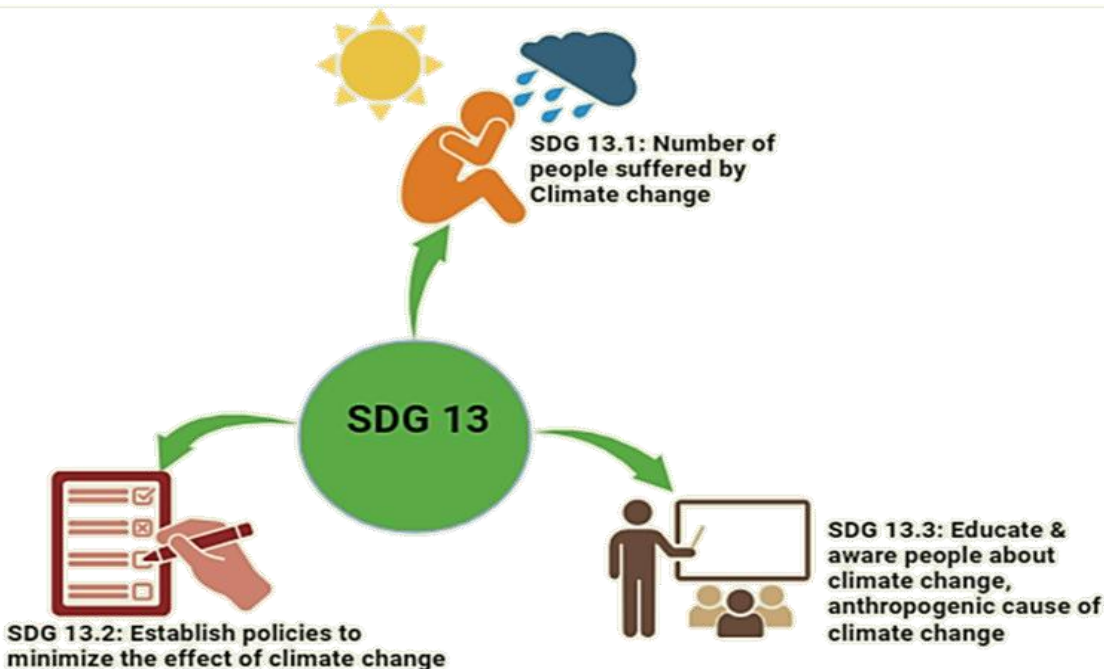 SDG 13.1: Number of
people suffered by
Climate change
SDG 13
SDG 13.2: Establish policies to
minimize the effect of climate change
SDG 13.3: Educate &
aware people about
climate change,
anthropogenic cause of
climate change